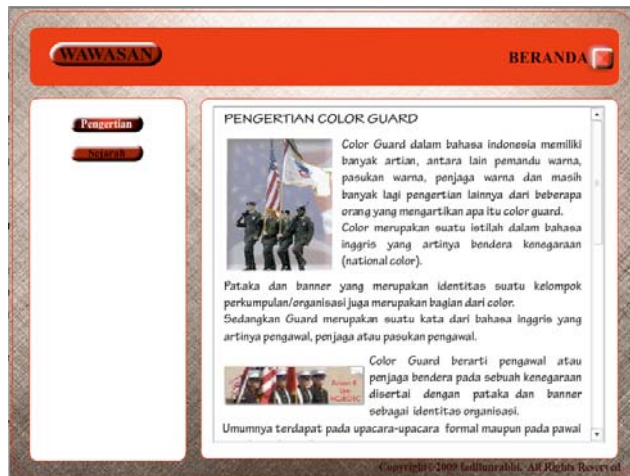 WAWASAN
BERANDA
Pengertian
Sejarah
PENGERTIAN COLOR GUARD
Color Guard dalam bahasa indonesia memiliki
banyak artian, antara lain pemandu warna,
pasukan warna, penjaga warna dan masih
banyak lagi pengertian lainnya dari beberapa
orang yang mengartikan apa itu color guard.
Color merupakan suatu istilah dalam bahasa
inggris yang artinya bendera kenegaraan
(national color).
Pataka dan banner yang merupakan identitas suatu kelompok
perkumpulan/organisasi juga merupakan bagian dari color.
Sedangkan Guard merupakan suatu kata dari bahasa inggris yang
artinya pengawal, penjaga atau pasukan pengawal.
Color Guard berarti pengawal atau
penjaga bendera pada sebuah kenegaraan
disertai dengan pataka dan banner
sebagai identitas organisasi.
Umumnya terdapat pada upacara-upacara formal maupun pada pawai
Copyright©2009 fadilunrabbi. All Rights Reserved